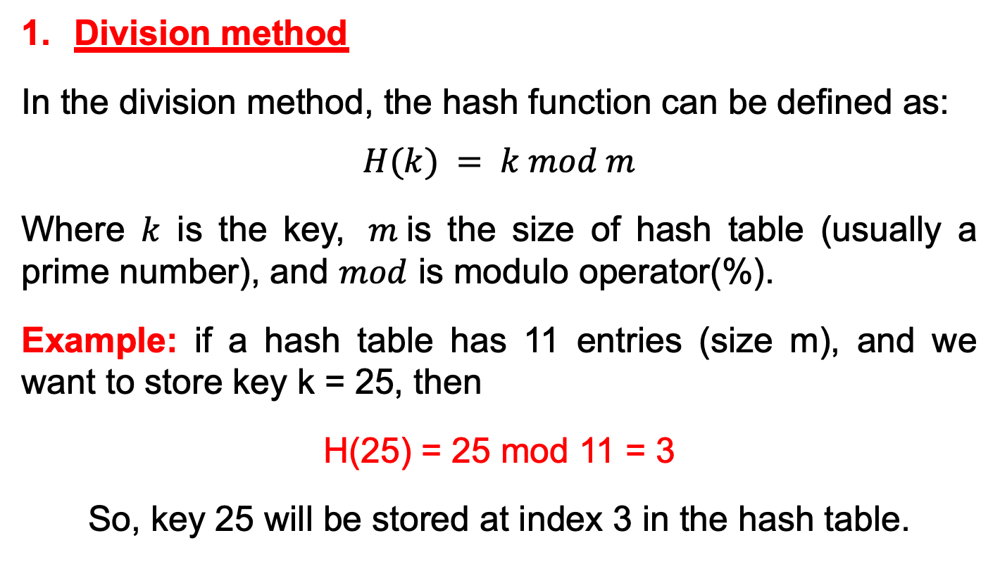 1. Division method
In the division method, the hash function can be defined as:
H(k) = k mod m
Where k is the key, m is the size of hash table (usually a
prime number), and mod is modulo operator(%).
Example: if a hash table has 11 entries (size m), and we
want to store key k = 25, then
H(25) = 25 mod 11 = 3
So, key 25 will be stored at index 3 in the hash table.